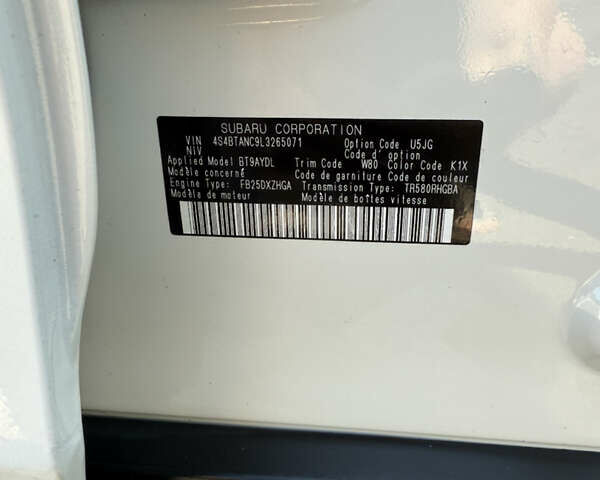 SUBARU CORPORATION
VIN 4S4BTANC9L3265071 Option Code U5JG
NIV Code d' option
Applied Model BT9AYDL Trim Code W80 Color Code K1X
Modèle concerné Code de garniture Code de couleur
Engine Type FB25DXZHGA Transmission Type TR580RHGBA
Modèle de moteur Modèle de boîtes vitesse